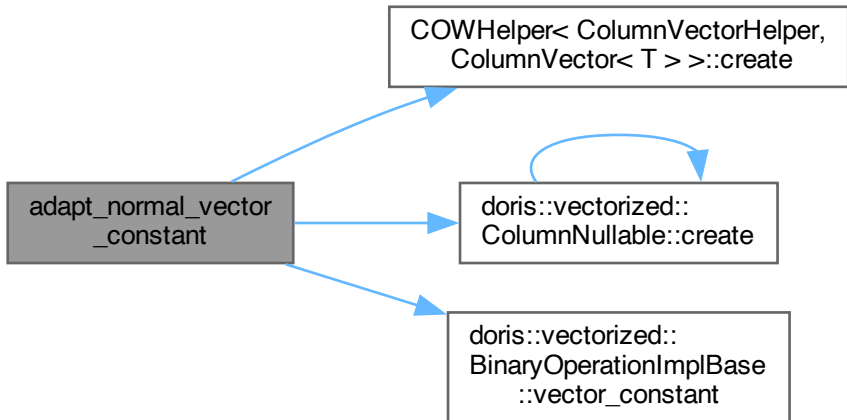 COWHelper< ColumnVectorHelper,
ColumnVector< T > >::create
adapt_normal_vector
_constant
doris::vectorized::
ColumnNullable::create
doris::vectorized::
BinaryOperationImplBase
::vector_constant